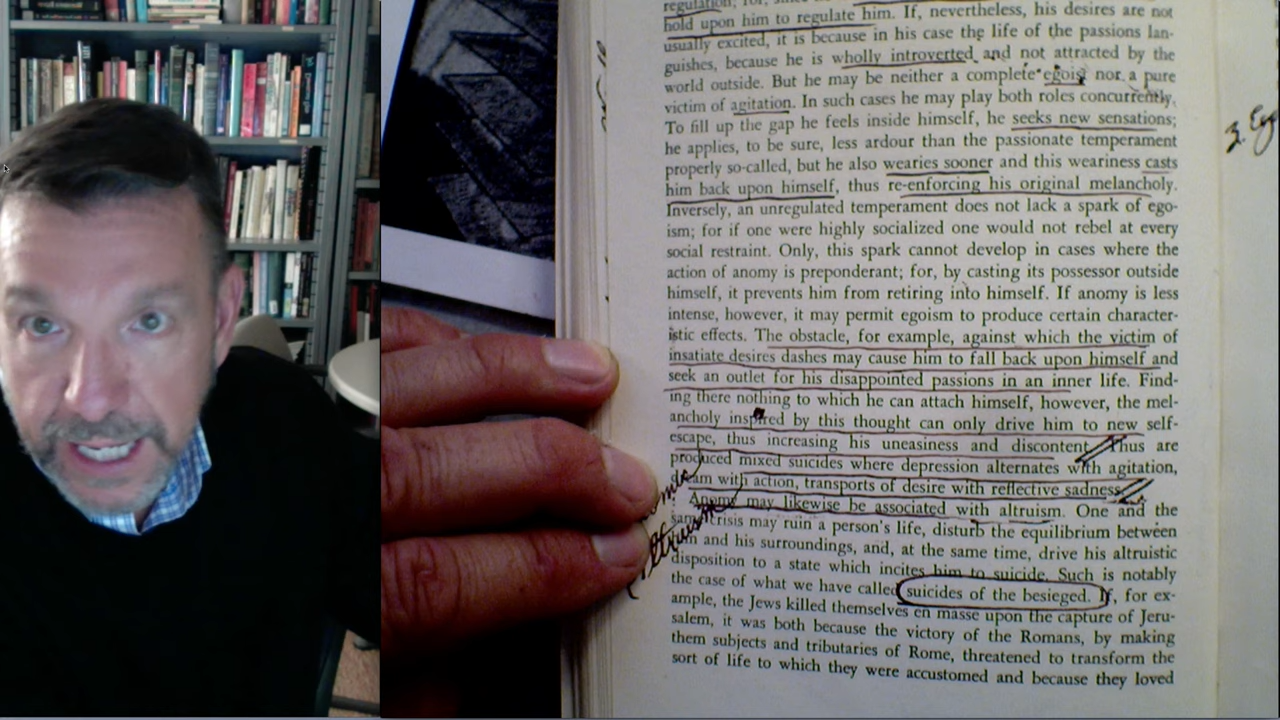 regulation; for, since
hold upon him to regulate him. If, nevertheless, his desires are not
usually excited, it is because in his case the life of the passions lan-
guishes, because he is wholly introverted and not attracted by the
world outside. But he may be neither a complete egoist nor a pure
victim of agitation. In such cases he may play both roles concurrently.
To fill up the gap he feels inside himself, he seeks new sensations;
he applies, to be sure, less ardour than the passionate temperament
properly so-called, but he also wearies sooner and this weariness casts
him back upon himself, thus re-enforcing his original melancholy.
Inversely, an unregulated temperament does not lack a spark of ego-
ism; for if one were highly socialized one would not rebel at every
social restraint. Only, this spark cannot develop in cases where the
action of anomy is preponderant; for, by casting its possessor outside
himself, it prevents him from retiring into himself. If anomy is less
intense, however, it may permit egoism to produce certain character-
istic effects. The obstacle, for example, against which the victim of
insatiate desires dashes may cause him to fall back upon himself and
seek an outlet for his disappointed passions in an inner life. Find-
ing there nothing to which he can attach himself, however, the mel-
ancholy inspired by this thought can only drive him to new self-
escape, thus increasing his uneasiness and discontent. Thus are
produced mixed suicides where depression alternates with agitation,
dream with action, transports of desire with reflective sadness.
Anomy may likewise be associated with altruism. One and the
same crisis may ruin a person's life, disturb the equilibrium between
him and his surroundings, and, at the same time, drive his altruistic
disposition to a state which incites him to suicide. Such is notably
the case of what we have called suicides of the besieged. If, for ex-
ample, the Jews killed themselves en masse upon the capture of Jeru-
salem, it was both because the victory of the Romans, by making
them subjects and tributaries of Rome, threatened to transform the
sort of life to which they were accustomed and because they loved